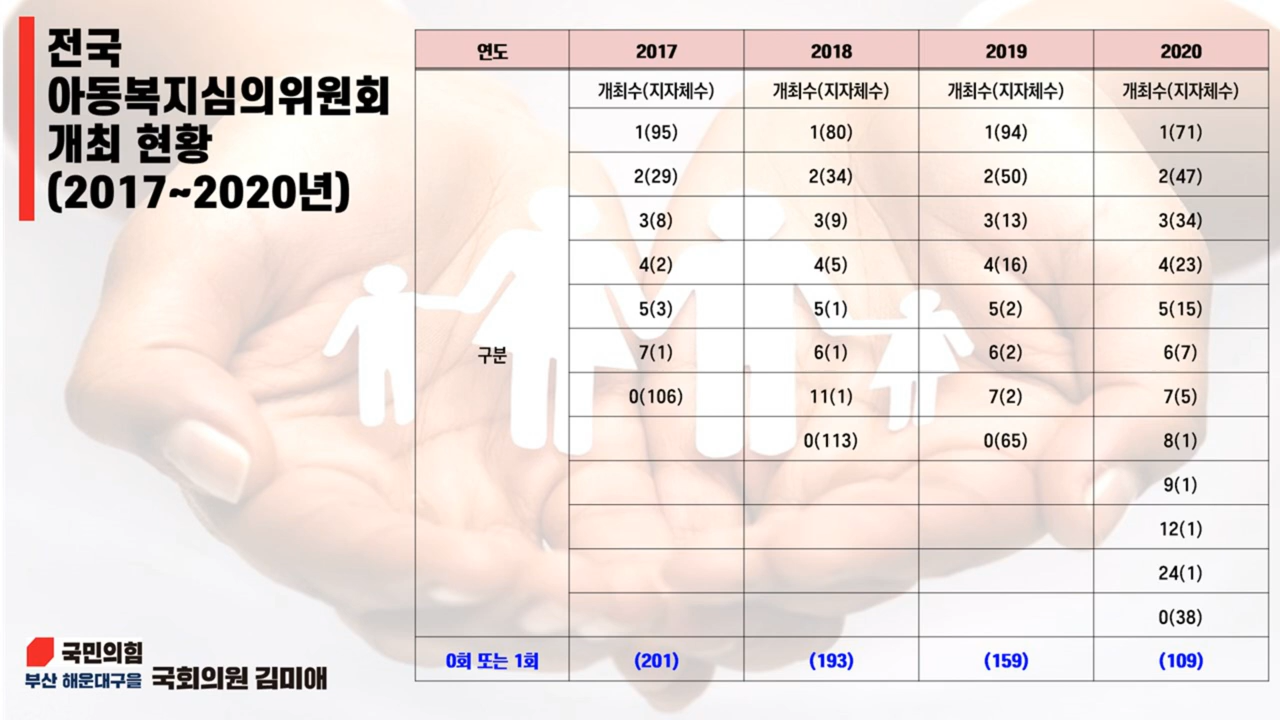 전국
아동복지심의위원회
개최 현황
(2017~2020년)
연도 2017 2018 2019 2020
개최수(지자체수) 개최수(지자체수) 개최수(지자체수) 개최수(지자체수)
1(95) 1(80) 1(94) 1(71)
2(29) 2(34) 2(50) 2(47)
3(8) 3(9) 3(13) 3(34)
4(2) 4(5) 4(16) 4(23)
5(3) 5(1) 5(2) 5(15)
구분 7(1) 6(1) 6(2) 6(7)
0(106) 11(1) 7(2) 7(5)
0(113) 0(65) 8(1)
9(1)
12(1)
24(1)
0(38)
0회 또는 1회 (201) (193) (159) (109)
국민의힘
부산 해운대구을 국회의원 김미애